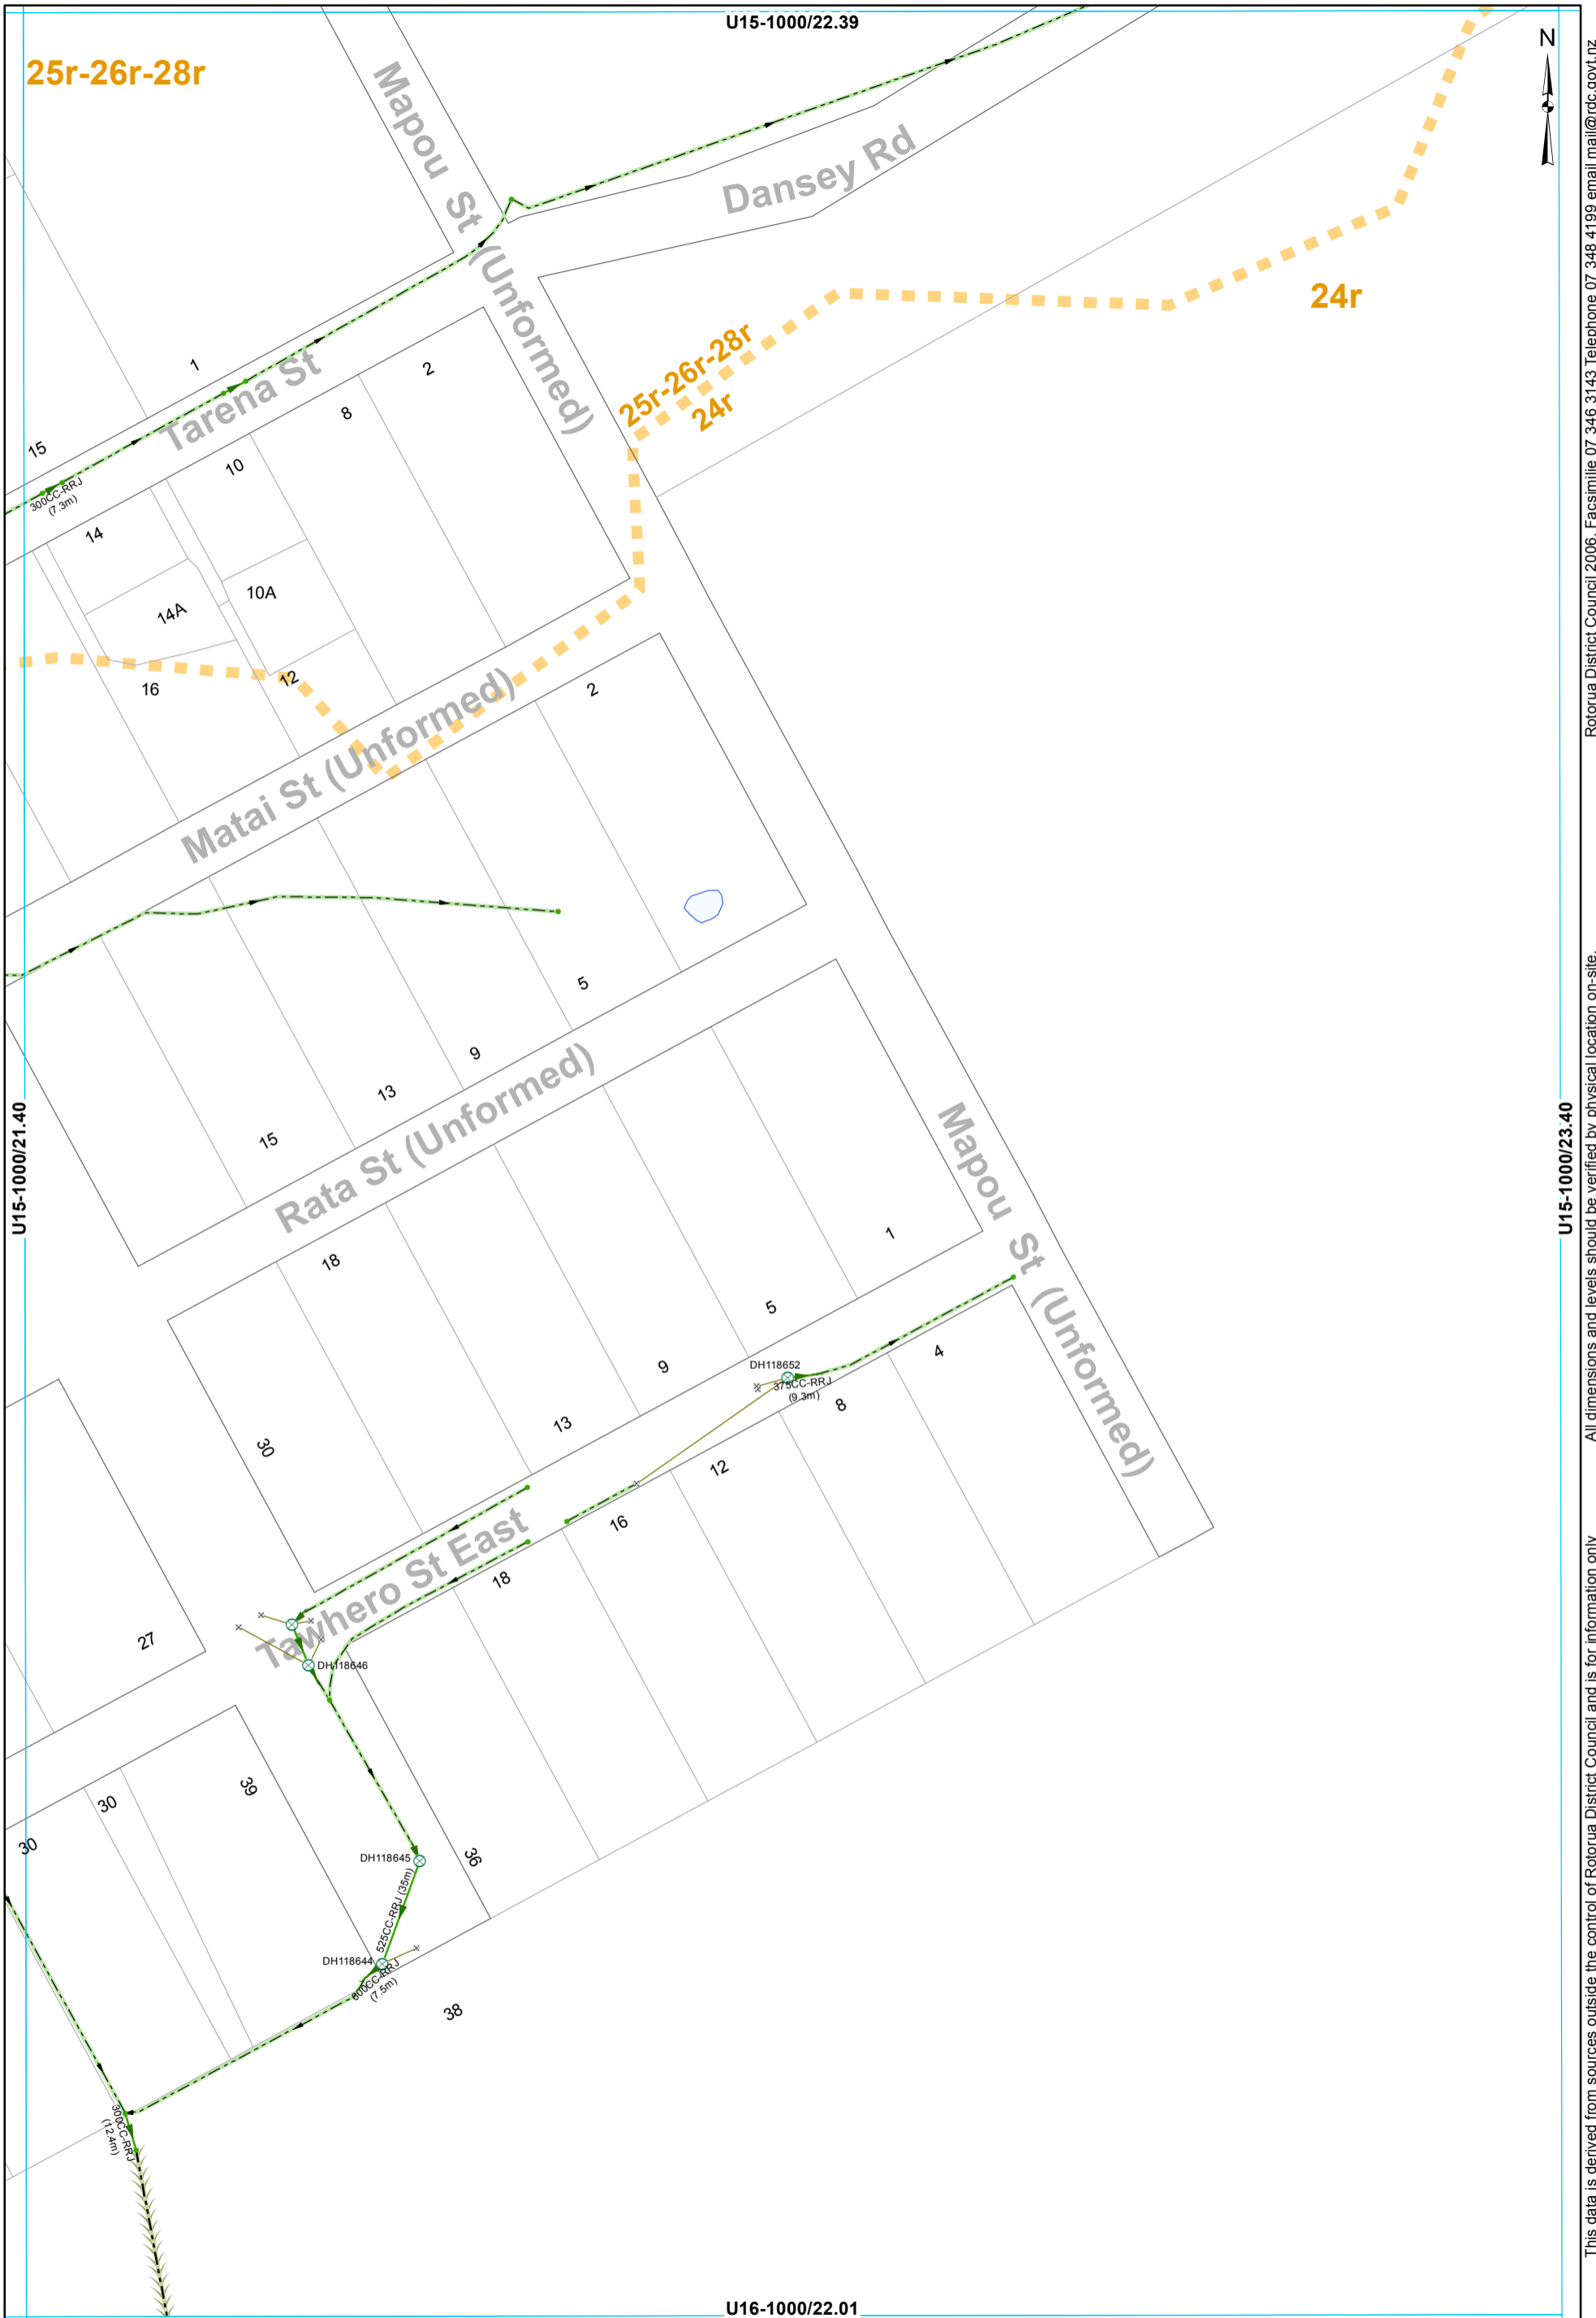 U15-1000/22.39
25r-26r-28r
N
Mapou St (Unformed)
Dansey Rd
24r
25r-26r-28r
24r
1
Tarena St
2
8
15
10
300CC-RRJ
(7.3m)
14
10A
14A
16
12
2
Matai St (Unformed)
5
9
13
15
Rata St (Unformed)
U15-1000/21.40
U15-1000/23.40
Mapou St (Unformed)
18
1
5
9
13
30
DH118652
375CC-RRJ
(9.3m)
4
8
12
16
18
Tawhero St East
27
DH118646
39
30
30
36
DH118645
525CC-RRJ (35m)
DH118644
600CC-RRJ
(7.5m)
38
300CC-RRJ
(12.4m)
U16-1000/22.01
This data is derived from sources outside the control of Rotorua District Council and is for information only
All dimensions and levels should be verified by physical location on-site.
Rotorua District Council 2006. Facsimilie 07 346 3143 Telephone 07 348 4199 email mail@rdc.govt.nz